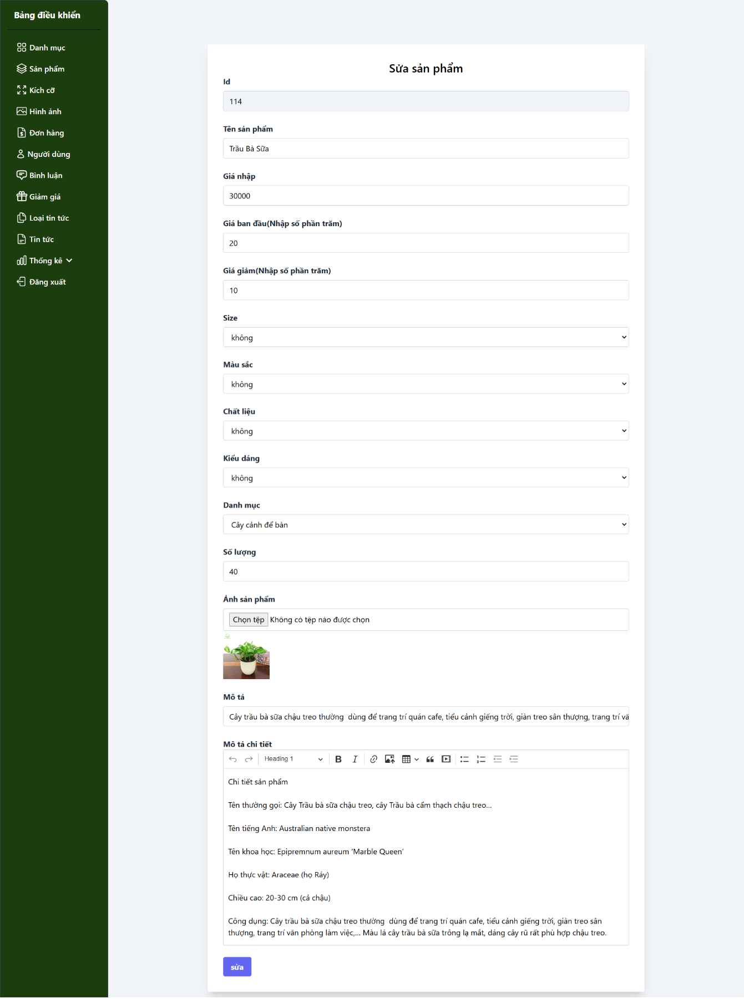 Bảng điều khiển
Danh mục
Sản phẩm
Kích cỡ
Hình ảnh
Đơn hàng
Người dùng
Bình luận
Giảm giá
Loại tin tức
Tin tức
Thống kê
Đăng xuất
Sửa sản phẩm
Id
114
Tên sản phẩm
Trầu Bà Sữa
Giá nhập
30000
Giá ban đầu(Nhập số phần trăm)
20
Giá giảm(Nhập số phần trăm)
10
Size
không
Màu sắc
không
Chất liệu
không
Kiểu dáng
không
Danh mục
Cây cảnh để bàn
Số lượng
40
Ảnh sản phẩm
Chọn tệp Không có tệp nào được chọn
Mô tả
Cây trầu bà sữa chậu treo thường  dùng để trang trí quán cafe, tiểu cảnh giếng trời, giàn treo sân thượng, trang trí vă
Mô tả chi tiết
Heading 1
Chi tiết sản phẩm
Tên thường gọi: Cây Trầu bà sữa chậu treo, cây Trầu bà cẩm thạch chậu treo...
Tên tiếng Anh: Australian native monstera
Tên khoa học: Epipremnum aureum ‘Marble Queen’
Họ thực vật: Araceae (họ Ráy)
Chiều cao: 20-30 cm (cả chậu)
Công dụng: Cây trầu bà sữa chậu treo thường  dùng để trang trí quán cafe, tiểu cảnh giếng trời, giàn treo sân
thượng, trang trí văn phòng làm việc,... Màu lá cây trầu bà sữa trông lạ mắt, dáng cây rũ rất phù hợp chậu treo.
sửa